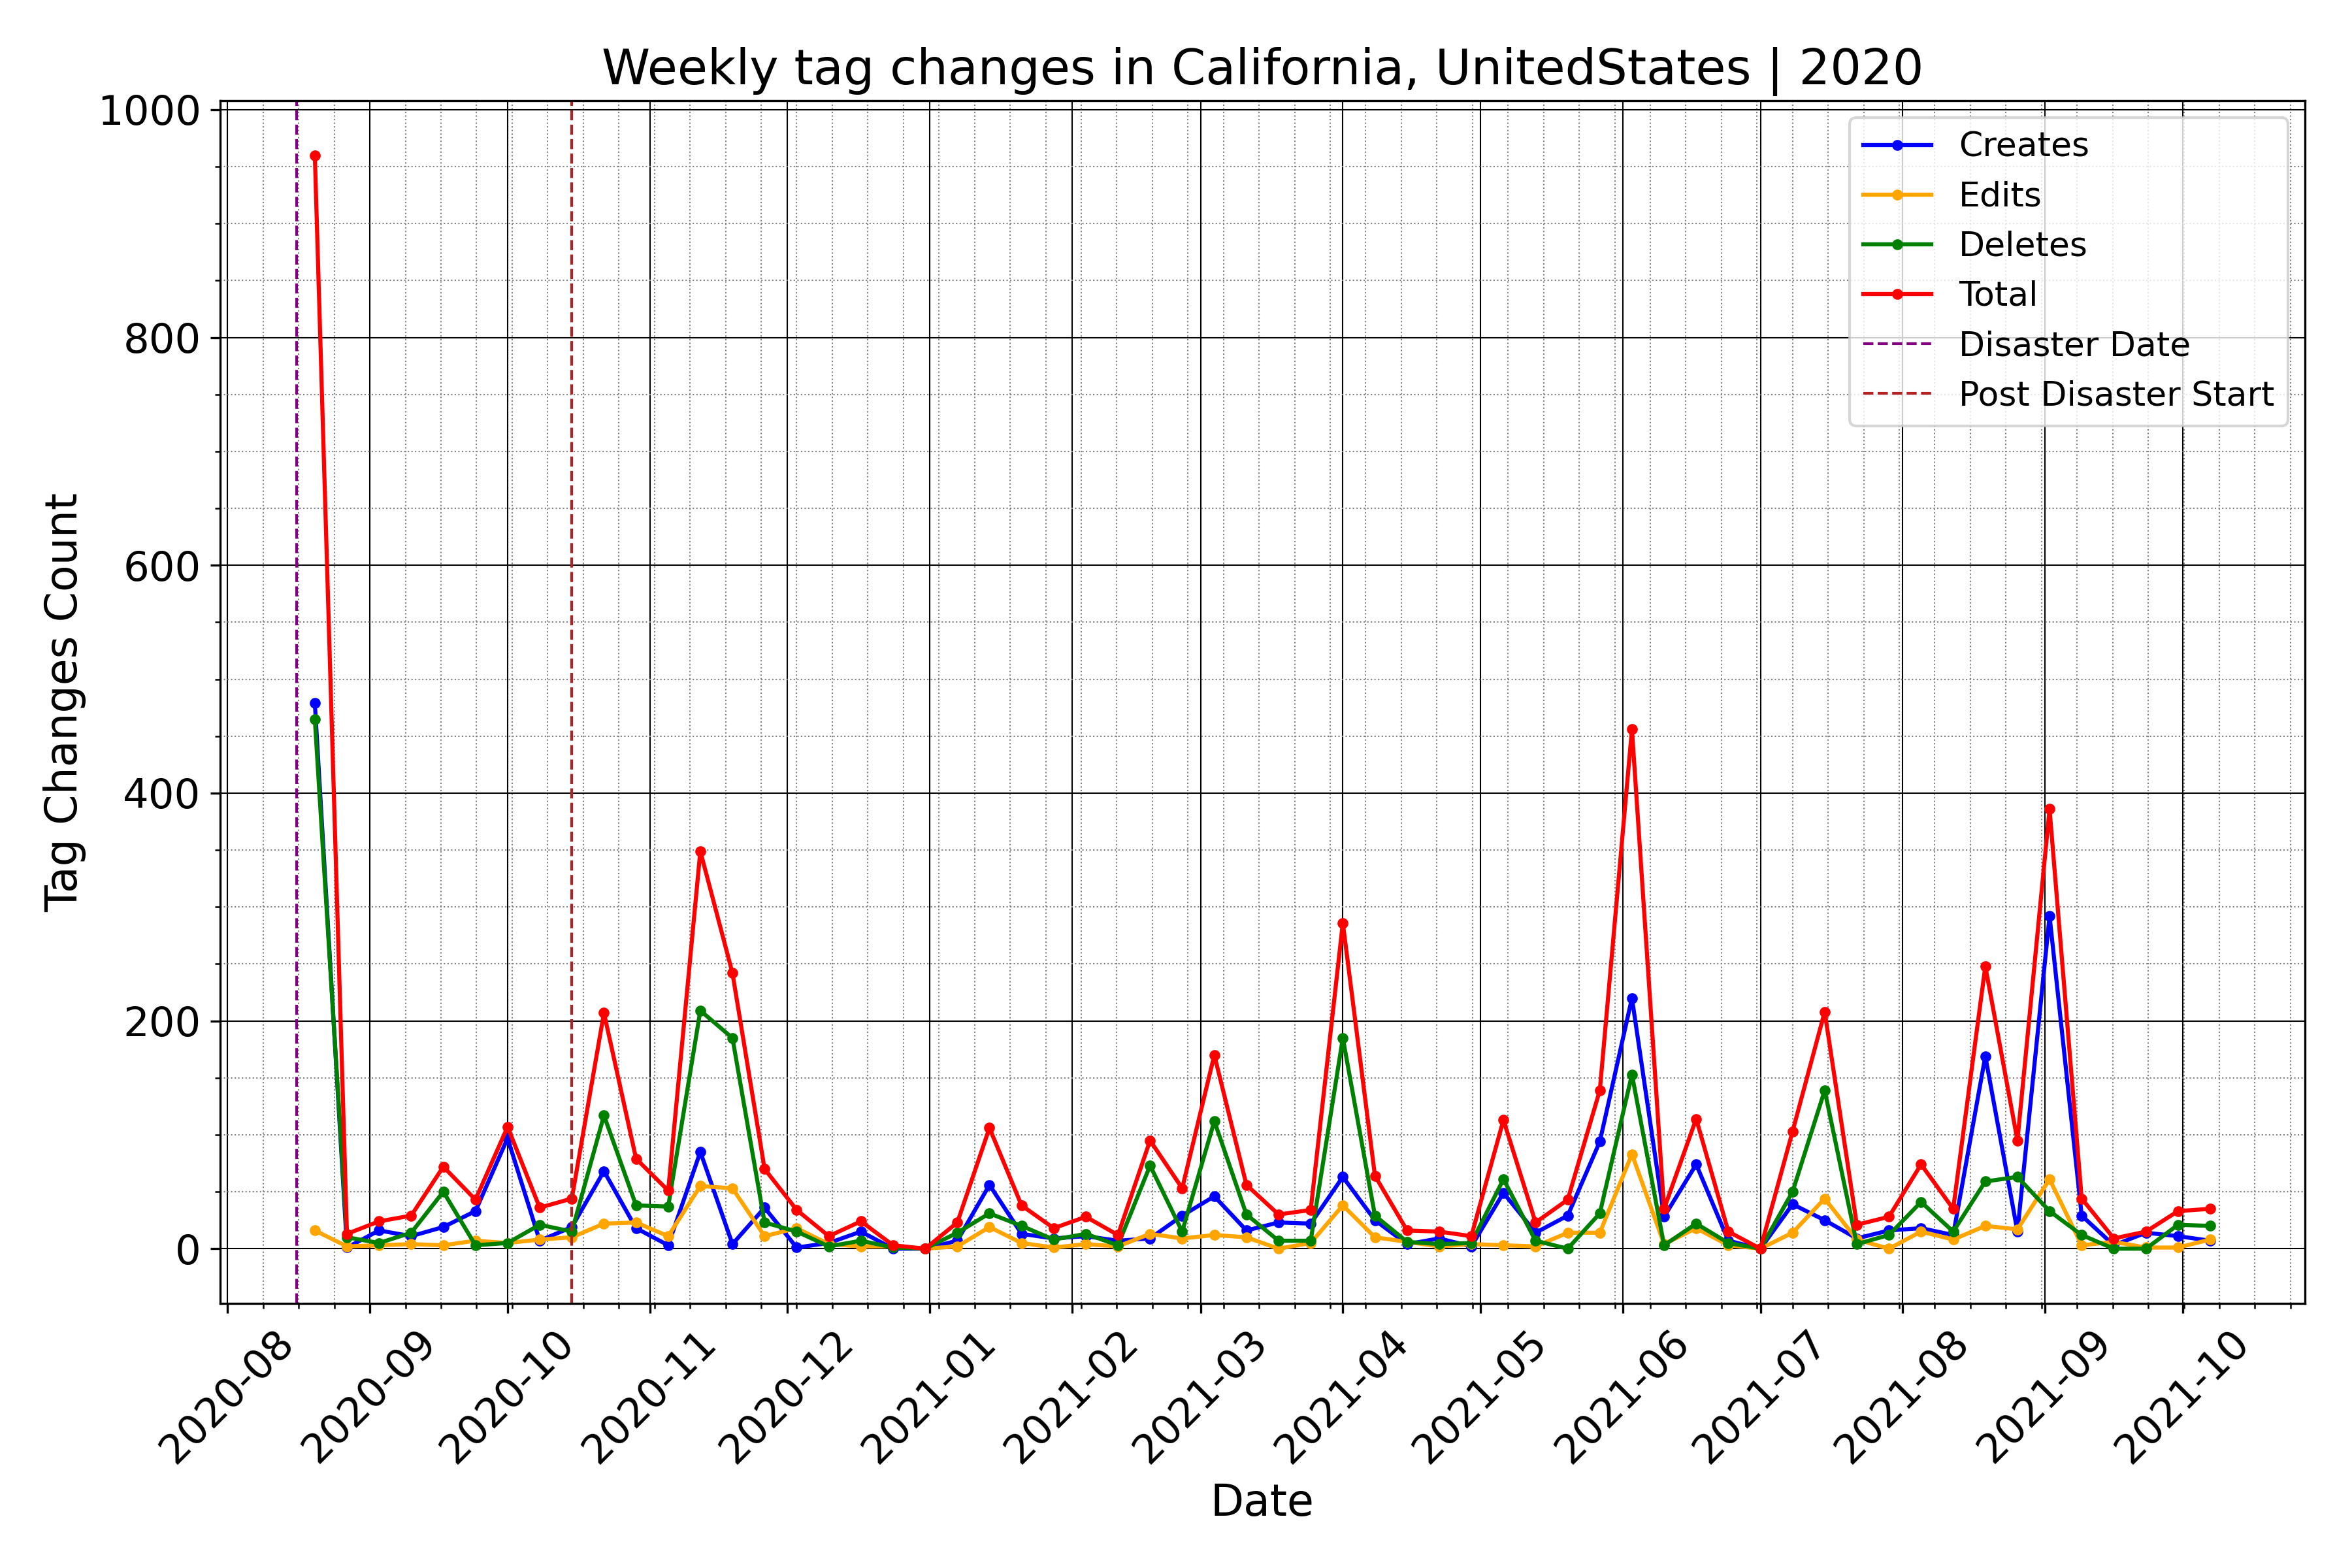 Weekly tag changes in California, UnitedStates | 2020
1000
800
600
400
200
0
Tag Changes Count
Creates
Edits
Deletes
Total
Disaster Date
Post Disaster Start
2020-08
2020-09
2020-10
2020-11
2020-12
2021-01
2021-02
2021-03
2021-04
2021-05
2021-06
2021-07
2021-08
2021-09
2021-10
Date